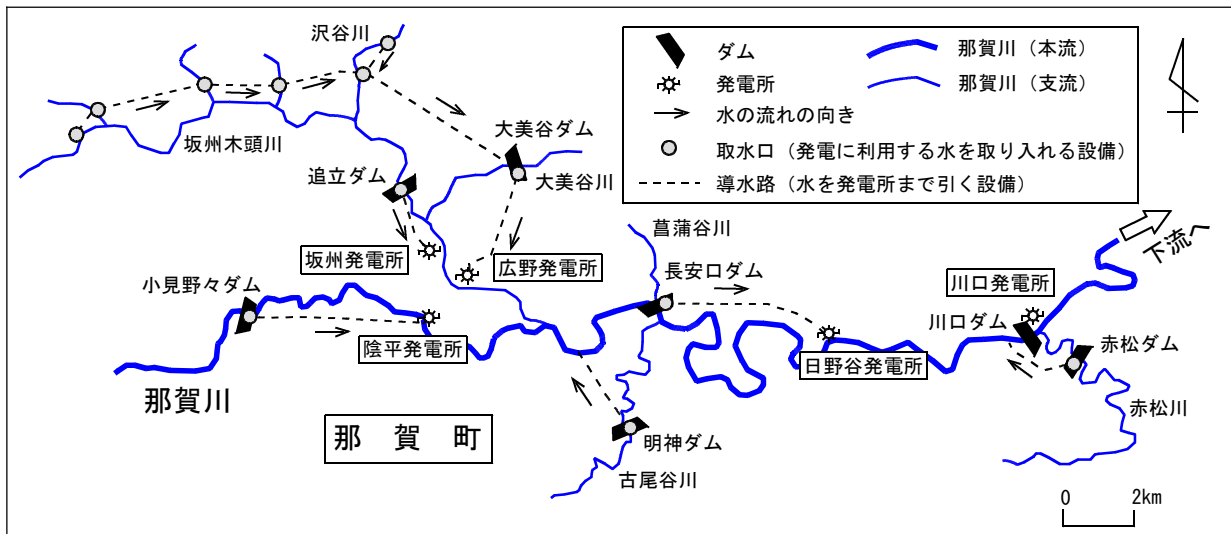 沢谷川
坂州木頭川
大美谷ダム
大美谷川
追立ダム
坂州発電所
広野発電所
小見野々ダム
陰平発電所
那賀川
那賀町
菖蒲谷川
長安口ダム
日野谷発電所
明神ダム
古尾谷川
川口発電所
川口ダム
赤松ダム
赤松川
下流へ
ダム
発電所
水の流れの向き
取水口(発電に利用する水を取り入れる設備)
導水路(水を発電所まで引く設備)
那賀川(本流)
那賀川(支流)
0 2km